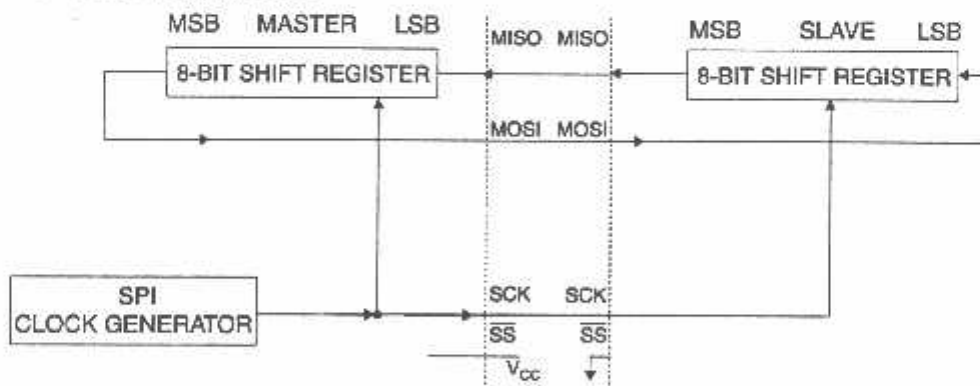 MSB MASTER LSB MISO MISO MSB SLAVE LSB
8-BIT SHIFT REGISTER 8-BIT SHIFT REGISTER
MOSI MOSI
SPI SCK SCK
CLOCK GENERATOR
SS SS
VCC